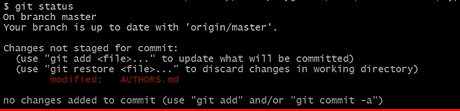 $ git status
On branch master
Your branch is up to date with 'origin/master'.
Changes not staged for commit:
(use "git add <file>..." to update what will be committed)
(use "git restore <file>..." to discard changes in working directory)
modified: AUTHORS.md
no changes added to commit (use "git add" and/or "git commit -a")